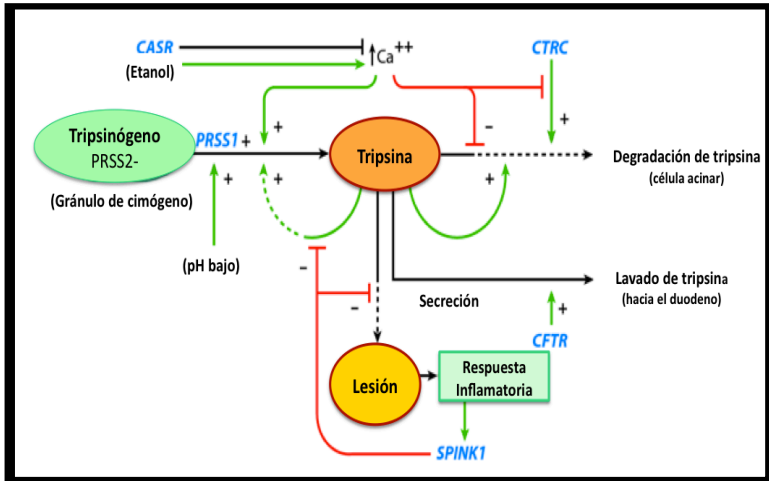 CASR
(Etanol)
↑Ca++
CTRC
Tripsinógeno
PRSS2-
PRSS1 +
+
+
+
+
(Gránulo de cimógeno)
(pH bajo)
Tripsina
–
+
+
Degradación de tripsina
(célula acinar)
–
–
Secreción
Lavado de tripsina
(hacia el duodeno)
+
CFTR
Lesión
Respuesta
Inflamatoria
SPINK1